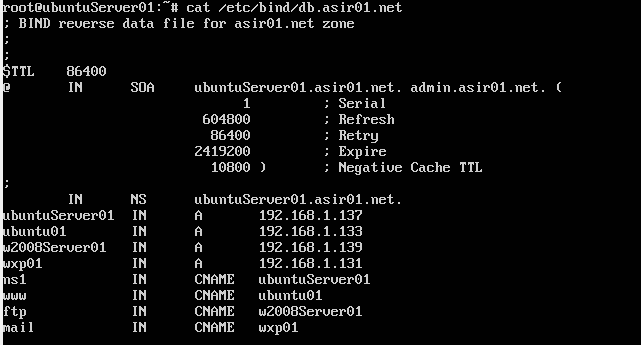 root@ubuntuServer01:~# cat /etc/bind/db.asir01.net
; BIND reverse data file for asir01.net zone
;
;
$TTL    86400
@       IN      SOA     ubuntuServer01.asir01.net. admin.asir01.net. (
                              1         ; Serial
                         604800         ; Refresh
                          86400         ; Retry
                        2419200         ; Expire
                          10800 )       ; Negative Cache TTL
;
        IN      NS      ubuntuServer01.asir01.net.
ubuntuServer01  IN      A       192.168.1.137
ubuntu01        IN      A       192.168.1.133
w2008Server01   IN      A       192.168.1.139
wxp01           IN      A       192.168.1.131
ns1             IN      CNAME   ubuntuServer01
www             IN      CNAME   ubuntu01
ftp             IN      CNAME   w2008Server01
mail            IN      CNAME   wxp01